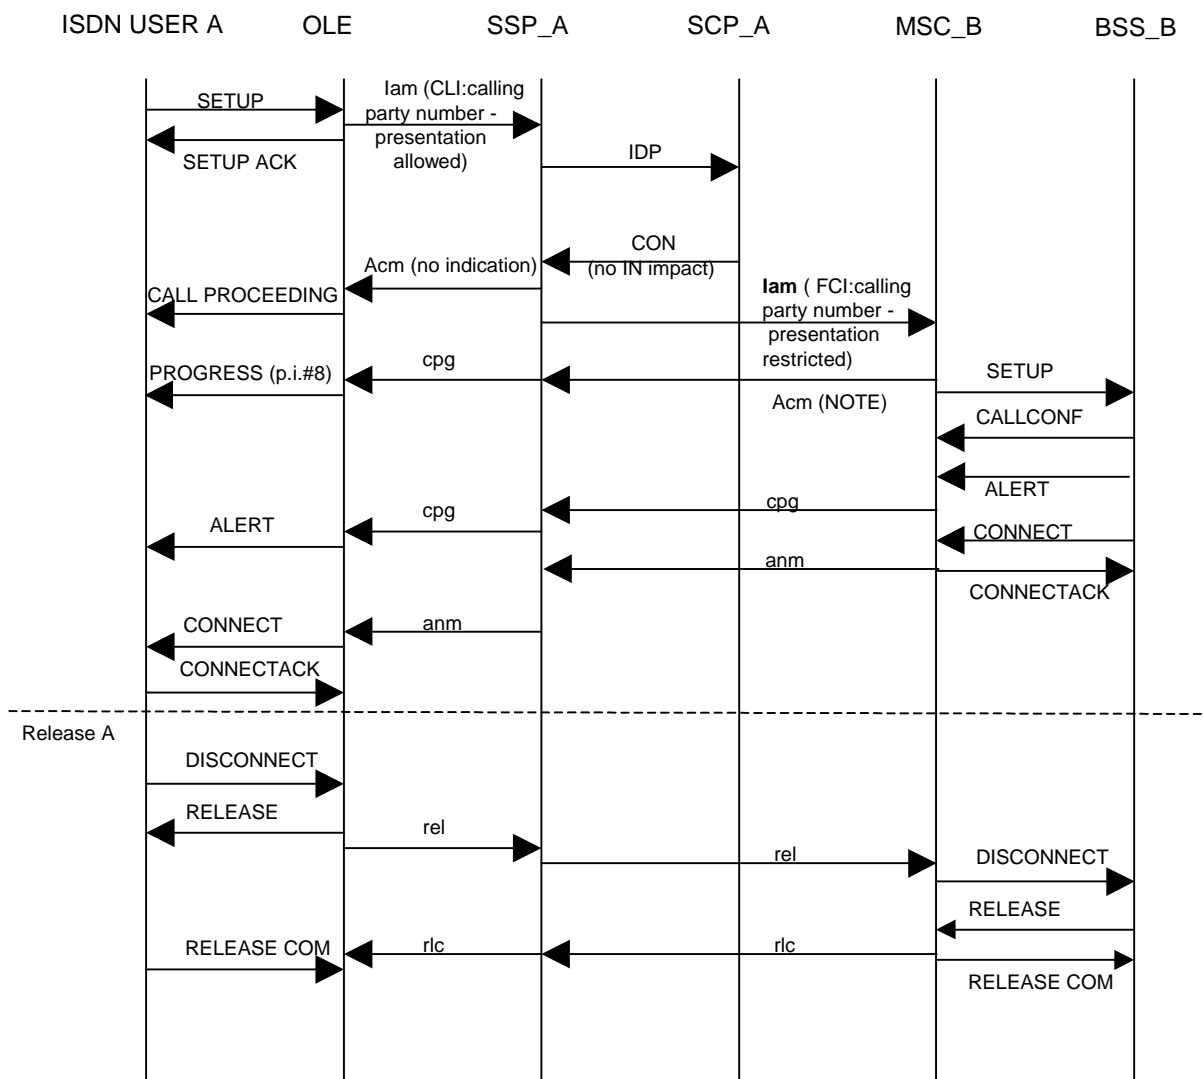 ISDN USER A OLE SSP_A SCP_A MSC_B BSS_B
SETUP
Iam (CLI:calling
party number -
presentation
allowed)
SETUP ACK
IDP
CON
(no IN impact)
Acm (no indication)
CALL PROCEEDING
Iam ( FCI:calling
party number -
presentation
restricted)
PROGRESS (p.i.#8)
cpg
Acm (NOTE)
SETUP
CALLCONF
ALERT
cpg
cpg
ALERT
CONNECT
anm
CONNECTACK
anm
CONNECT
CONNECTACK
Release A
DISCONNECT
RELEASE
rel
rel
DISCONNECT
RELEASE
RELEASE COM
rlc
rlc
RELEASE COM